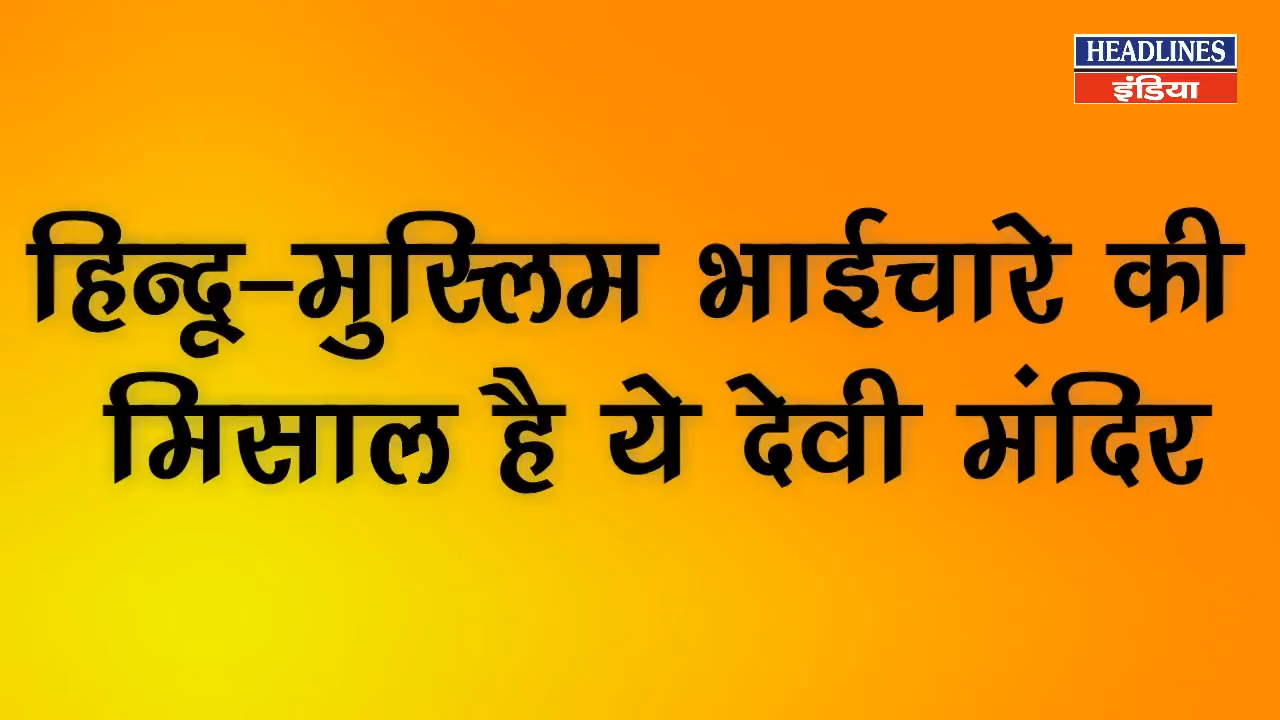 HEADLINES
इंडिया
हिन्दू-मुस्लिम भाईचारे की
मिसाल है ये देवी मंदिर